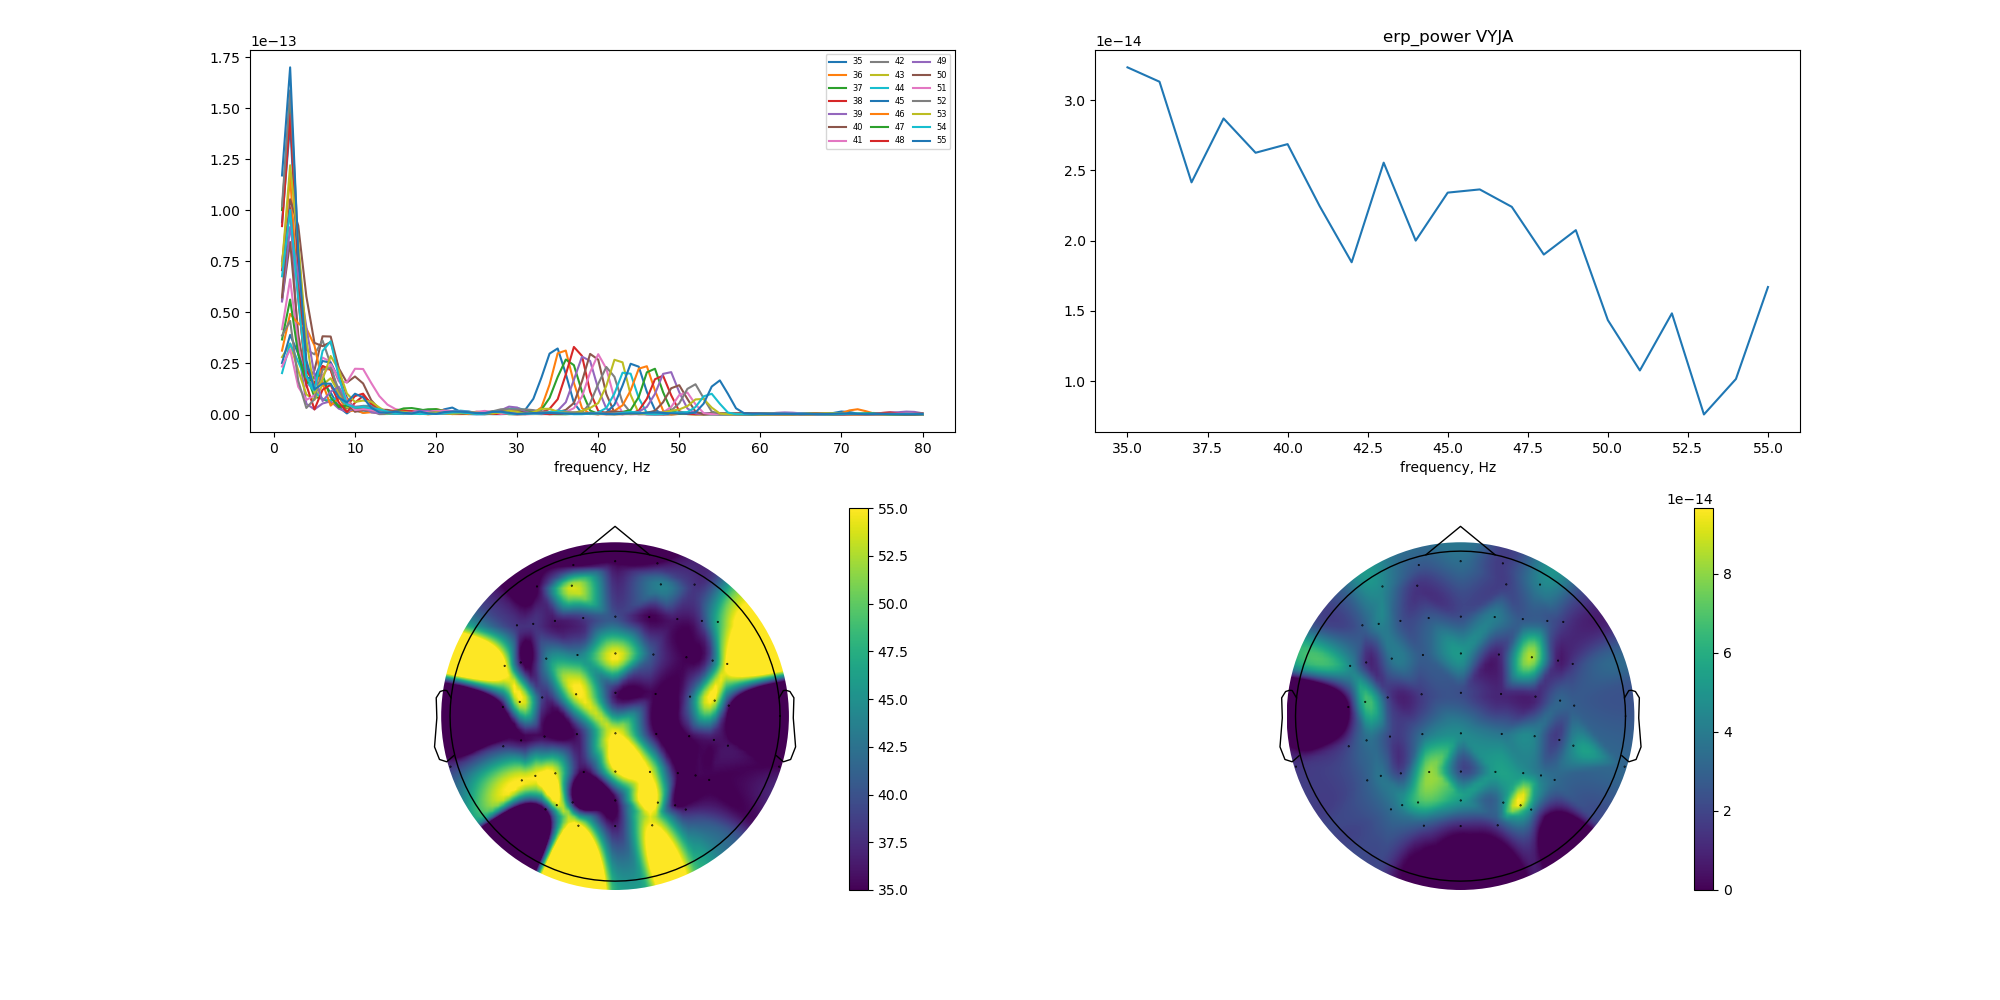 1e−13
1.75
1.50
1.25
1.00
0.75
0.50
0.25
0.00
0 10 20 30 40 50 60 70 80
frequency, Hz
35 42 49
36 43 50
37 44 51
38 45 52
39 46 53
40 47 54
41 48 55
erp_power VYJA
1e−14
3.0
2.5
2.0
1.5
1.0
35.0 37.5 40.0 42.5 45.0 47.5 50.0 52.5 55.0
frequency, Hz
55.0
52.5
50.0
47.5
45.0
42.5
40.0
37.5
35.0
1e−14
8
6
4
2
0